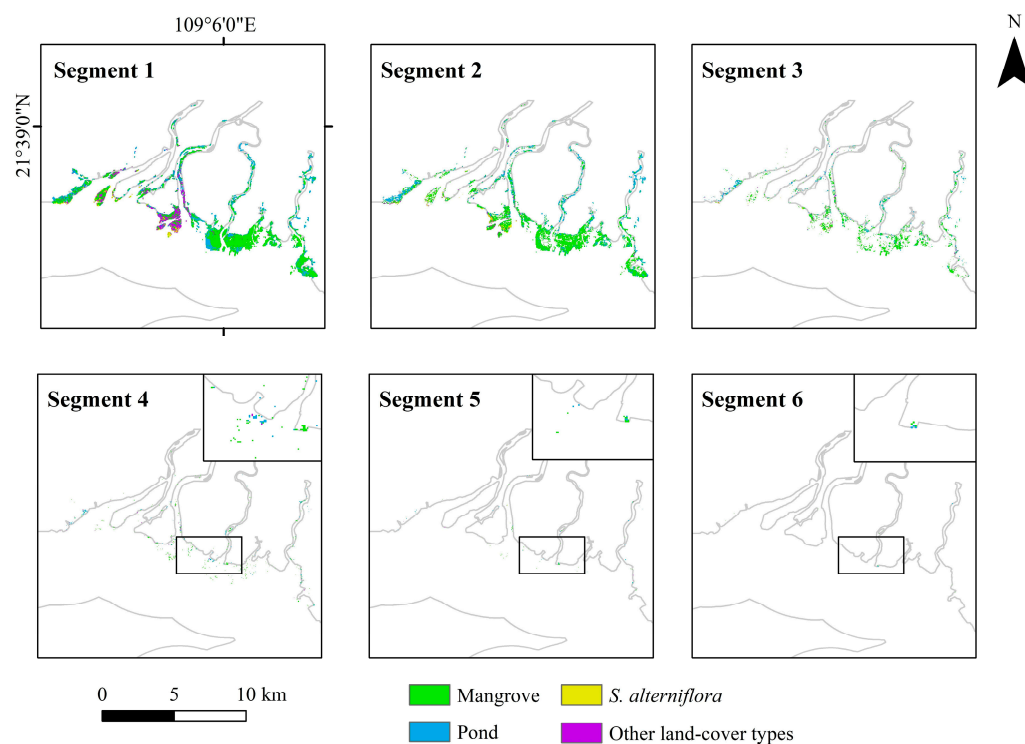 109°6'0"E
N
Segment 1
Segment 2
Segment 3
21°39'0"N
Segment 4
Segment 5
Segment 6
0 5 10 km
Mangrove
S. alterniflora
Pond
Other land-cover types